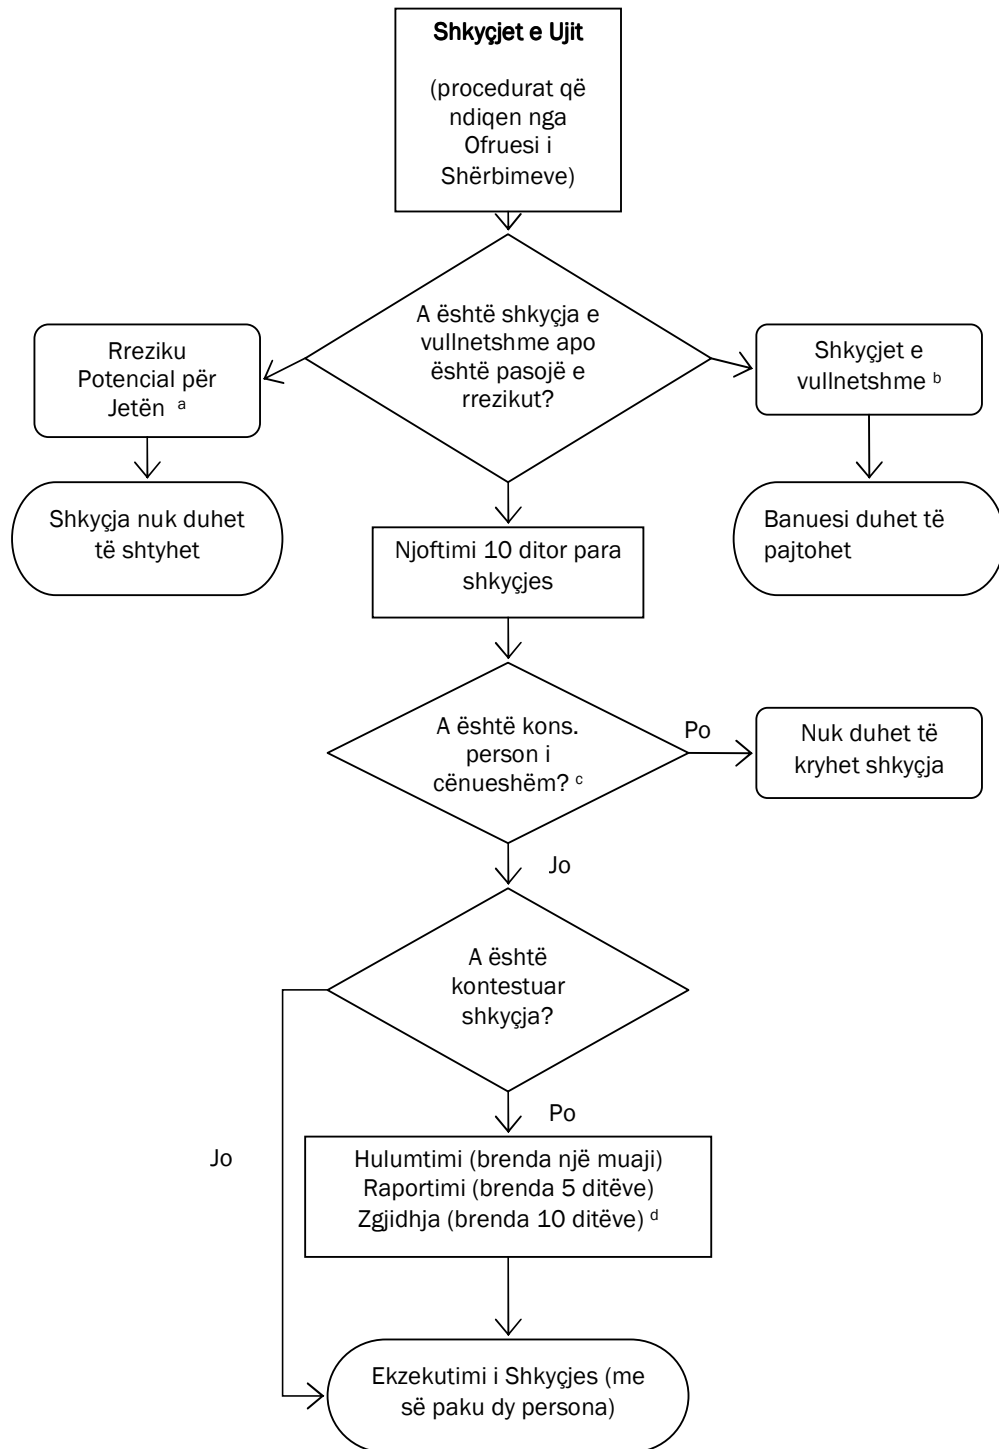 Shkyçjet e Ujit
(procedurat që
ndiqen nga
Ofruesi i
Shërbimeve)
A është shkyçja e
vullnetshme apo
është pasojë e
rrezikut?
Rreziku
Potencial për
Jetën a
Shkyçjet e
vullnetshme b
Shkyçja nuk duhet
të shtyhet
Banuesi duhet të
pajtohet
Njoftimi 10 ditor para
shkyçjes
A është kons.
person i
cënueshëm? c
Po
Nuk duhet të
kryhet shkyçja
Jo
A është
kontestuar
shkyçja?
Po
Jo
Hulumtimi (brenda një muaji)
Raportimi (brenda 5 ditëve)
Zgjidhja (brenda 10 ditëve) d
Ekzekutimi i Shkyçjes (me
së paku dy persona)